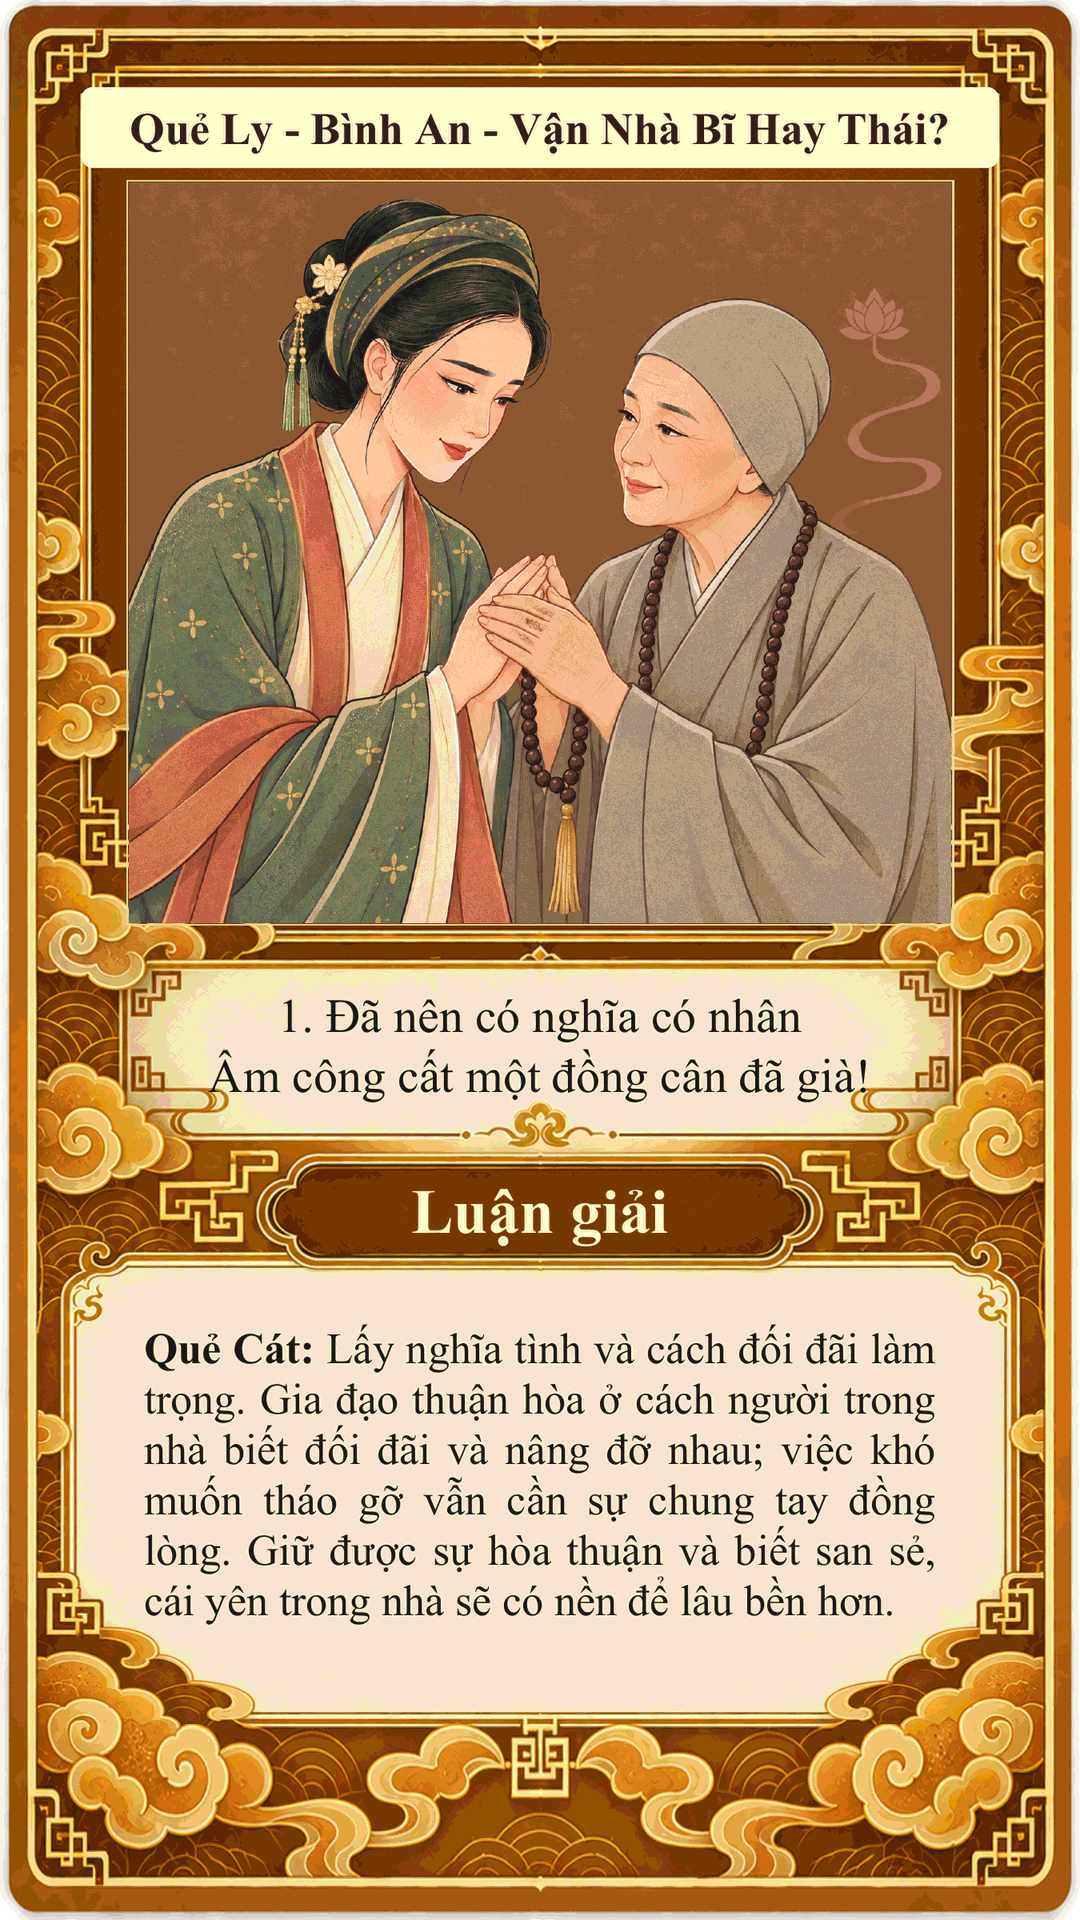 Quẻ Ly - Bình An - Vận Nhà Bĩ Hay Thái?
1. Đã nên có nghĩa có nhân
Âm công cất một đồng cân đã già!
Luận giải
Quẻ Cát: Lấy nghĩa tình và cách đối đãi làm
trọng. Gia đạo thuận hòa ở cách người trong
nhà biết đối đãi và nâng đỡ nhau; việc khó
muốn tháo gỡ vẫn cần sự chung tay đồng
lòng. Giữ được sự hòa thuận và biết san sẻ,
cái yên trong nhà sẽ có nền để lâu bền hơn.